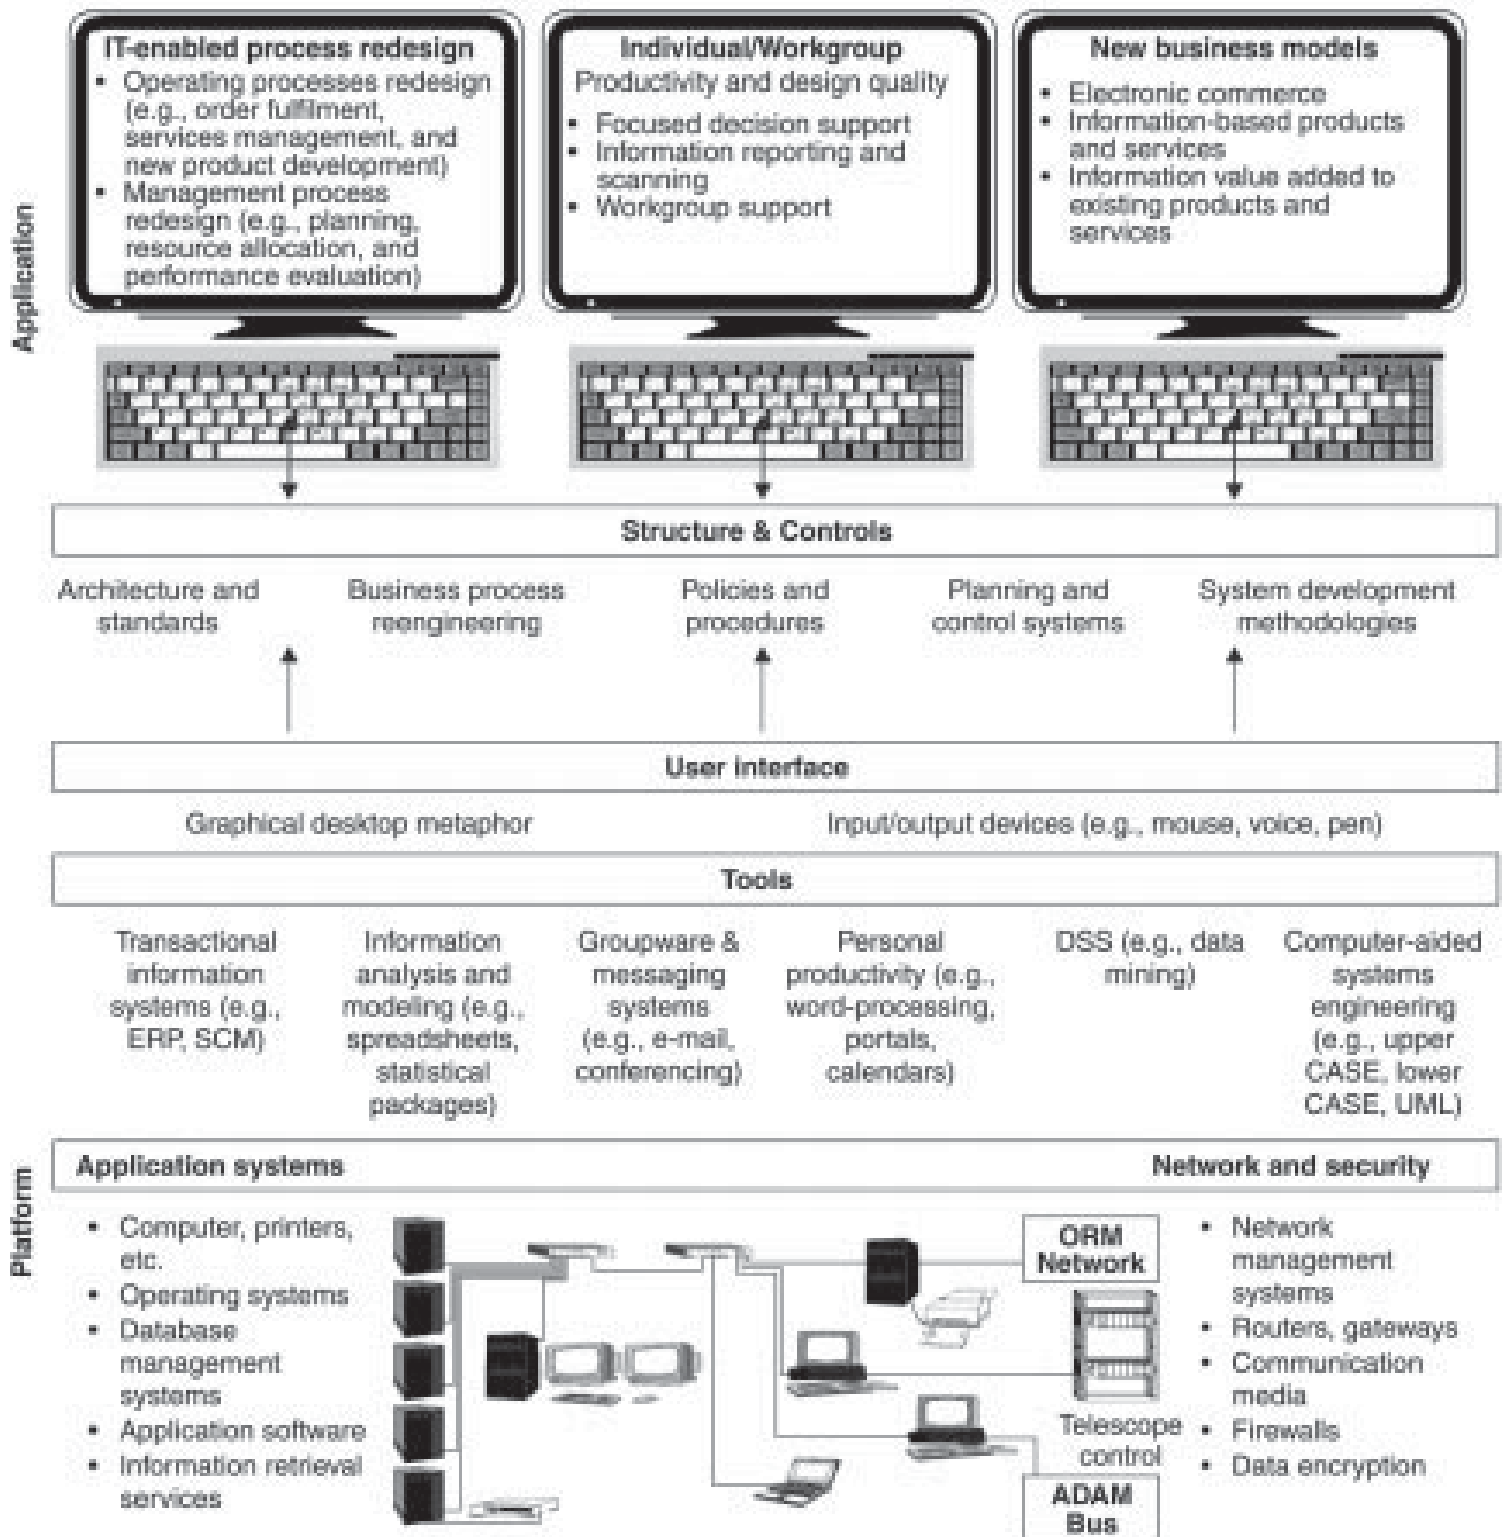 IT-enabled process redesign
• Operating processes redesign
(e.g., order fulfilment,
services management, and
new product development)
• Management process
redesign (e.g., planning,
resource allocation, and
performance evaluation)
Individual/Workgroup
Productivity and design quality
• Focused decision support
• Information reporting and
scanning
• Workgroup support
New business models
• Electronic commerce
• Information-based products
and services
• Information value added to
existing products and
services
Application
Structure & Controls
Architecture and
standards
Business process
reengineering
Policies and
procedures
Planning and
control systems
System development
methodologies
User interface
Graphical desktop metaphor
Input/output devices (e.g., mouse, voice, pen)
Tools
Transactional
information
systems (e.g.,
ERP, SCM)
Information
analysis and
modeling (e.g.,
spreadsheets,
statistical
packages)
Groupware &
messaging
systems
(e.g., e-mail,
conferencing)
Personal
productivity (e.g.,
word-processing,
portals,
calendars)
DSS (e.g., data
mining)
Computer-aided
systems
engineering
(e.g., upper
CASE, lower
CASE, UML)
Platform
Application systems
Network and security
• Computer, printers,
etc.
• Operating systems
• Database
management
systems
• Application software
• Information retrieval
services
ORM
Network
Telescope
control
ADAM
Bus
• Network
management
systems
• Routers, gateways
• Communication
media
• Firewalls
• Data encryption